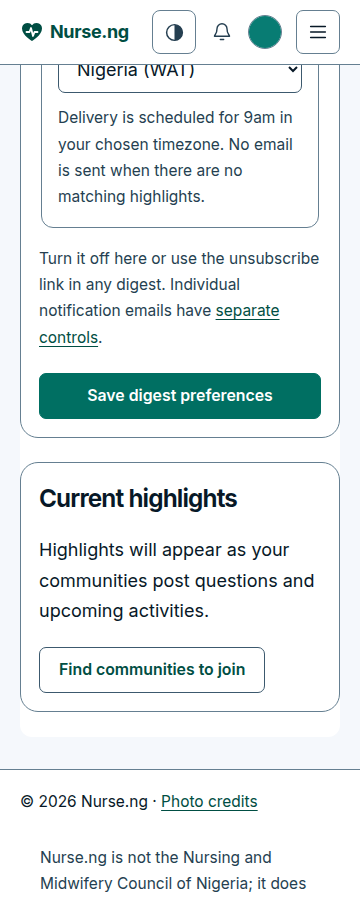 Nurse.ng
Nigeria (WAT)
Delivery is scheduled for 9am in
your chosen timezone. No email
is sent when there are no
matching highlights.
Turn it off here or use the unsubscribe
link in any digest. Individual
notification emails have separate
controls.
Save digest preferences
Current highlights
Highlights will appear as your
communities post questions and
upcoming activities.
Find communities to join
© 2026 Nurse.ng · Photo credits
Nurse.ng is not the Nursing and
Midwifery Council of Nigeria; it does